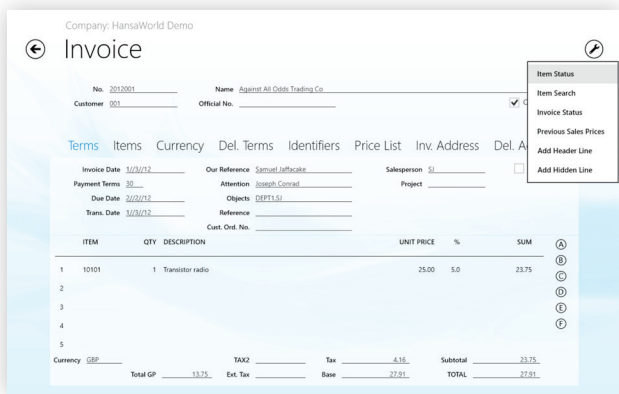 Company: HansaWorld Demo
Invoice
No. 2012001 Name Against All Odds Trading Co
Customer 001 Official No.
Item Status
Item Search
Invoice Status
Previous Sales Prices
Add Header Line
Add Hidden Line
Terms Items Currency Del. Terms Identifiers Price List Inv. Address Del.
Invoice Date 1//3//12 Our Reference Samuel Jaffacake Salesperson SJ
Payment Terms 30 Attention Joseph Conrad Project
Due Date 2//2//12 Objects DEPT1,SJ
Trans. Date 1//3//12 Reference
Cust. Ord. No.
ITEM QTY DESCRIPTION UNIT PRICE % SUM A
B
1 10101 1 Transistor radio 25.00 5.0 23.75 C
2 D
3 E
4 F
5
Currency GBP TAX2 Tax 4.16 Subtotal 23.75
Total GP 13.75 Ext. Tax Base 27.91 TOTAL 27.91